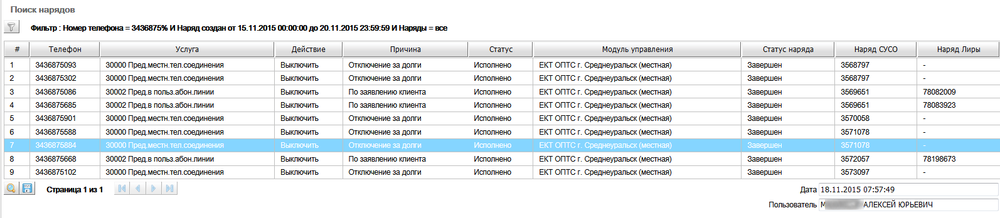 Поиск нарядов
Фильтр : Номер телефона = 3436875% И Наряд создан от 15.11.2015 00:00:00 до 20.11.2015 23:59:59 И Наряды = все
# Телефон Услуга Действие Причина Статус Модуль управления Статус наряда Наряд СУСО Наряд Лиры
1 3436875093 30000 Пред.местн.тел.соединения Выключить Отключение за долги Исполнено ЕКТ ОПТС г. Среднеуральск (местная) Завершен 3568797 -
2 3436875302 30000 Пред.местн.тел.соединения Выключить Отключение за долги Исполнено ЕКТ ОПТС г. Среднеуральск (местная) Завершен 3568797 -
3 3436875086 30002 Пред.в польз.абон.линии Выключить По заявлению клиента Исполнено ЕКТ ОПТС г. Среднеуральск (местная) Завершен 3569651 78082009
4 3436875685 30002 Пред.в польз.абон.линии Выключить По заявлению клиента Исполнено ЕКТ ОПТС г. Среднеуральск (местная) Завершен 3569651 78083923
5 3436875901 30000 Пред.местн.тел.соединения Выключить Отключение за долги Исполнено ЕКТ ОПТС г. Среднеуральск (местная) Завершен 3570058 -
6 3436875588 30000 Пред.местн.тел.соединения Выключить Отключение за долги Исполнено ЕКТ ОПТС г. Среднеуральск (местная) Завершен 3571078 -
7 3436875884 30000 Пред.местн.тел.соединения Выключить Отключение за долги Исполнено ЕКТ ОПТС г. Среднеуральск (местная) Завершен 3571078 -
8 3436875668 30002 Пред.в польз.абон.линии Выключить По заявлению клиента Исполнено ЕКТ ОПТС г. Среднеуральск (местная) Завершен 3572057 78198673
9 3436875102 30000 Пред.местн.тел.соединения Выключить Отключение за долги Исполнено ЕКТ ОПТС г. Среднеуральск (местная) Завершен 3573097 -
Страница 1 из 1
Дата 18.11.2015 07:57:49
Пользователь АЛЕКСЕЙ ЮРЬЕВИЧ